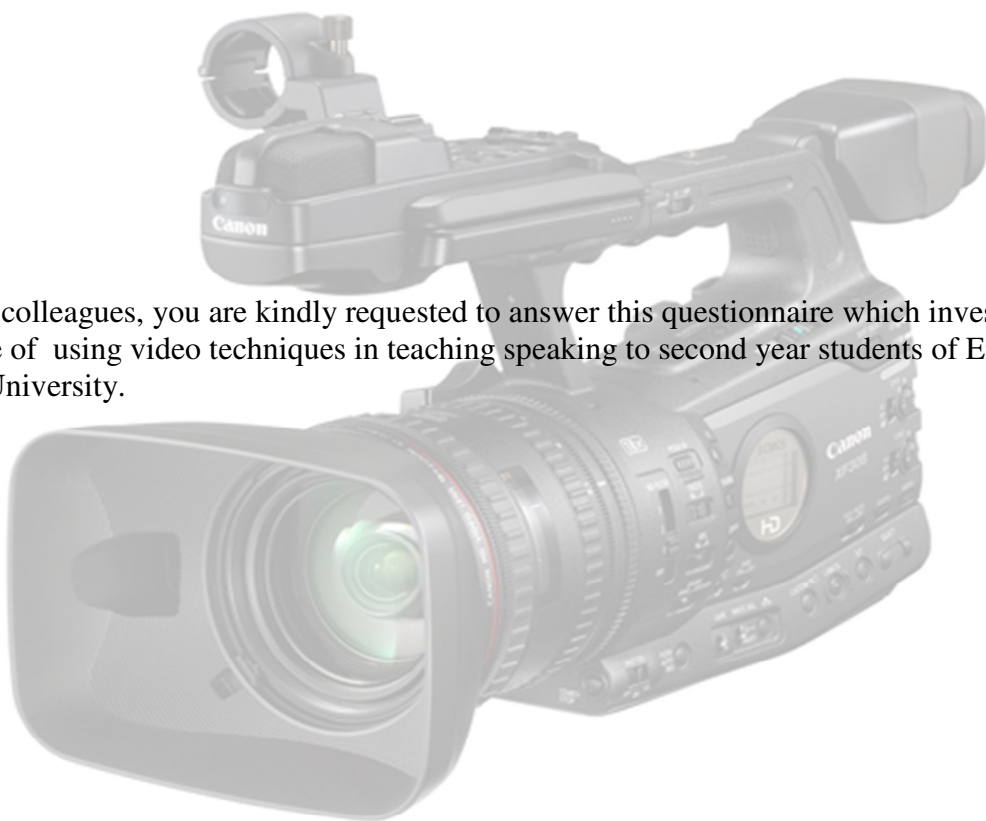 Canon
colleagues, you are kindly requested to answer this questionnaire which inves
e of using video techniques in teaching speaking to second year students of E
University.
Canon
XF305
HD